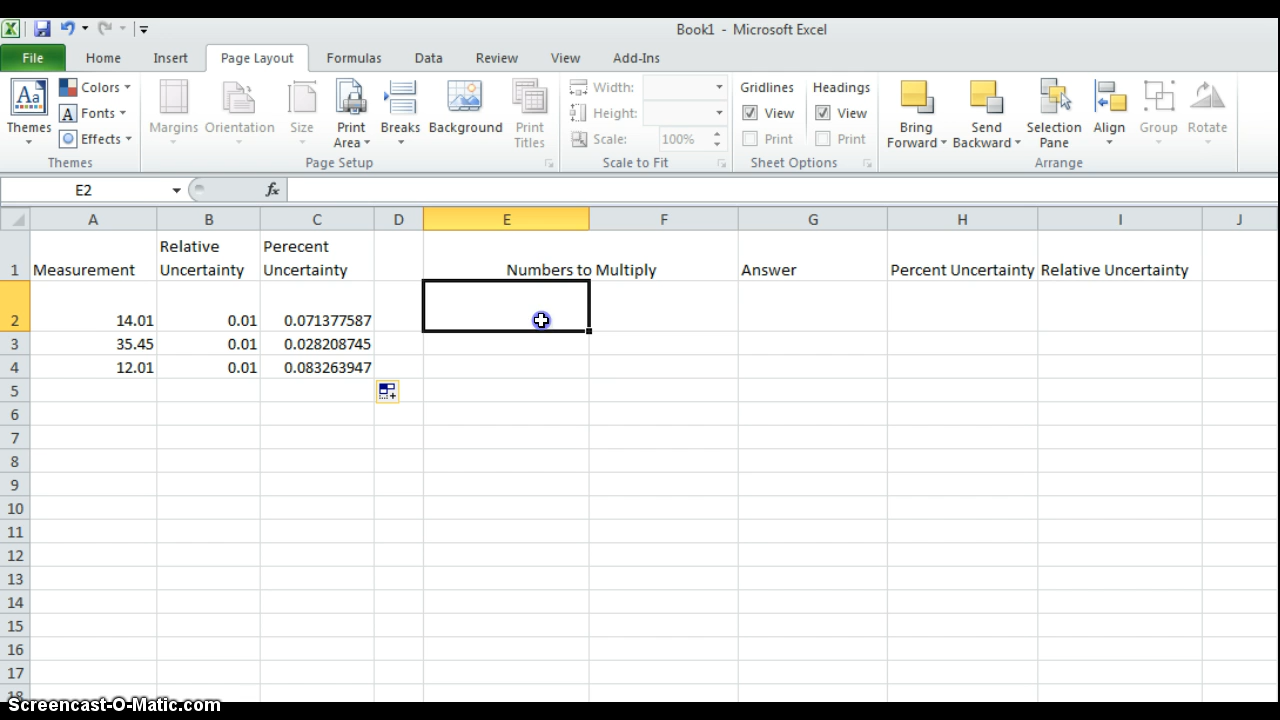 Book1 - Microsoft Excel
File Home Insert Page Layout Formulas Data Review View Add-Ins
Themes
Colors
Fonts
Effects
Themes
Margins
Orientation
Size
Print
Area
Breaks
Background
Print
Titles
Page Setup
Width:
Height:
Scale: 100%
Scale to Fit
Gridlines
View
Print
Headings
View
Print
Sheet Options
Bring
Forward
Send
Backward
Selection
Pane
Align
Group
Rotate
Arrange
E2 fx
A B C D E F G H I J
Relative Perecent
1 Measurement Uncertainty Uncertainty Numbers to Multiply Answer Percent Uncertainty Relative Uncertainty
2 14.01 0.01 0.071377587
3 35.45 0.01 0.028208745
4 12.01 0.01 0.083263947
5
6
7
8
9
10
11
12
13
14
15
16
17
18
Screencast-O-Matic.com